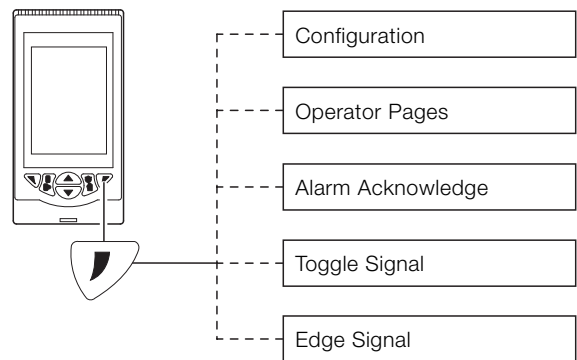 Configuration
Operator Pages
Alarm Acknowledge
Toggle Signal
Edge Signal